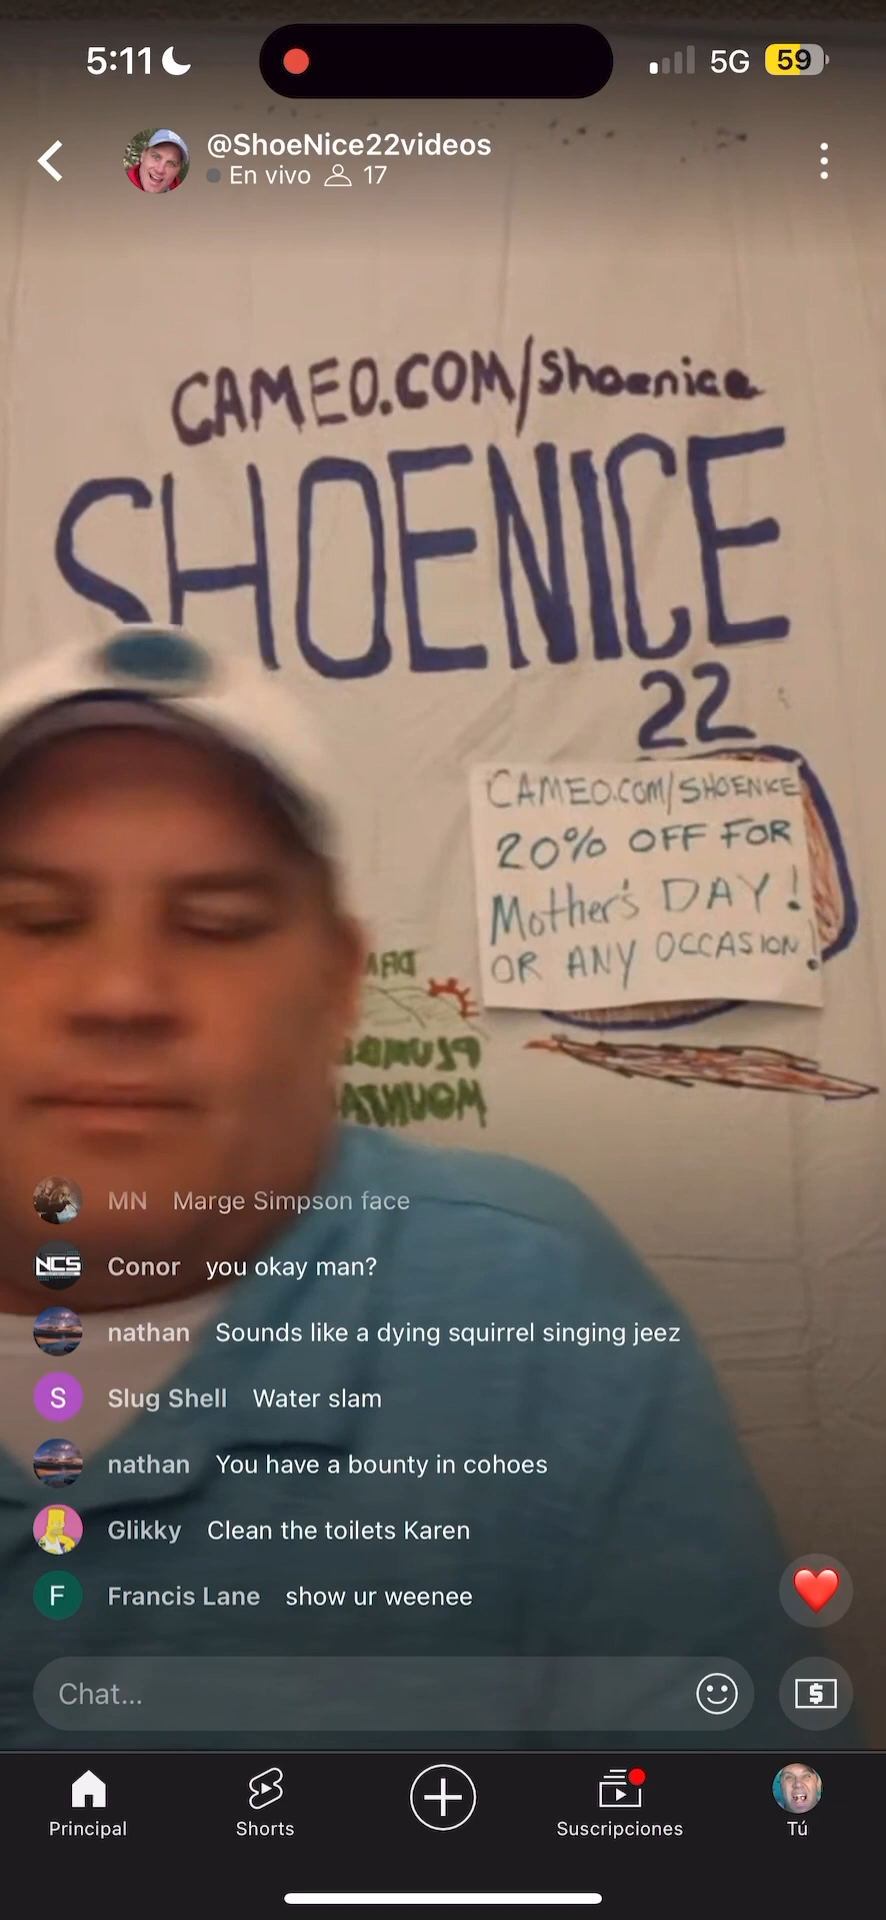 5:11
5G
59
@ShoeNice22videos
En vivo 17
CAMEO.COM/Shoenice
SHOENICE
22
CAMEO.COM/SHOENICE
20% OFF FOR
Mother's DAY!
OR ANY OCCASION!
MN Marge Simpson face
NCS
Conor you okay man?
nathan Sounds like a dying squirrel singing jeez
S
Slug Shell Water slam
nathan You have a bounty in cohoes
Glikky Clean the toilets Karen
F
Francis Lane show ur weenee
Chat...
$
Principal
Shorts
Suscripciones
Tú